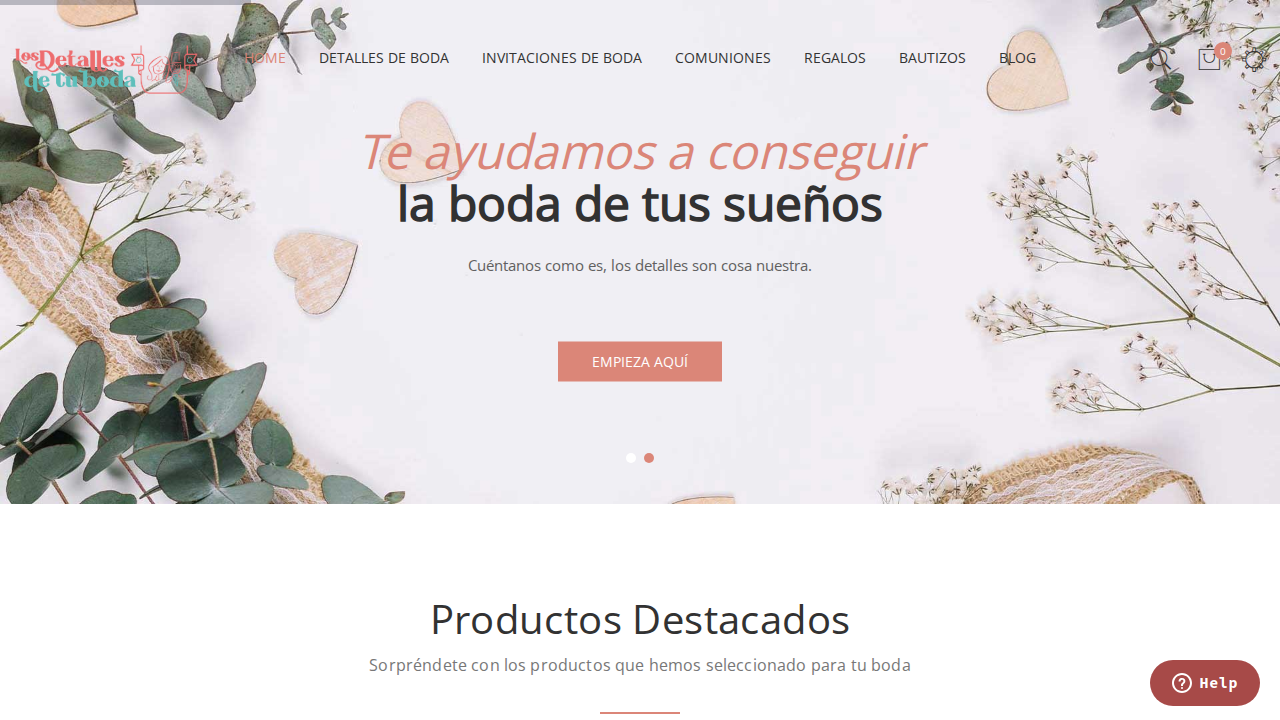 los Detalles
de tu boda
HOME DETALLES DE BODA INVITACIONES DE BODA COMUNIONES REGALOS BAUTIZOS BLOG
0
Te ayudamos a conseguir
la boda de tus sueños
Cuéntanos como es, los detalles son cosa nuestra.
EMPIEZA AQUÍ
Productos Destacados
Sorpréndete con los productos que hemos seleccionado para tu boda
Help